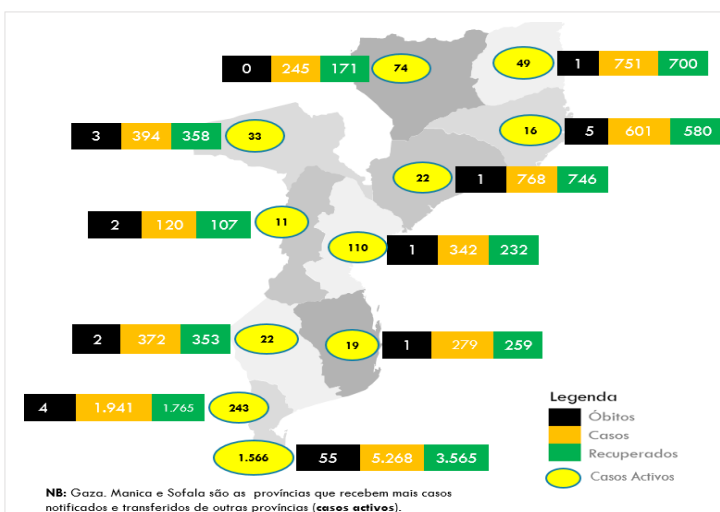 0 245 171 74
49 1 751 700
3 394 358 33
16 5 601 580
22 1 768 746
2 120 107 11
110 1 342 232
2 372 353 22
19 1 279 259
4 1.941 1.765 243
1.566 55 5.268 3.565
Legenda
Óbitos
Casos
Recuperados
Casos Activos
NB: Gaza. Manica e Sofala são as províncias que recebem mais casos
notificados e transferidos de outras províncias (casos activos).